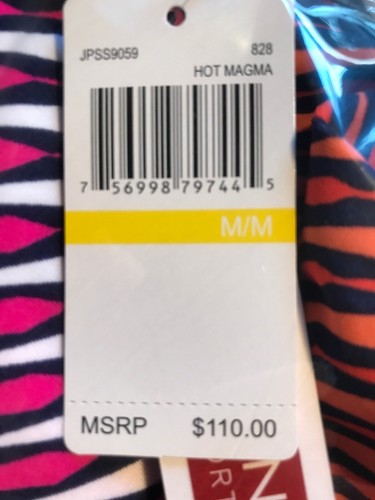 JPSS9059 828
HOT MAGMA
7 56998 79744 5
M/M
MSRP $110.00